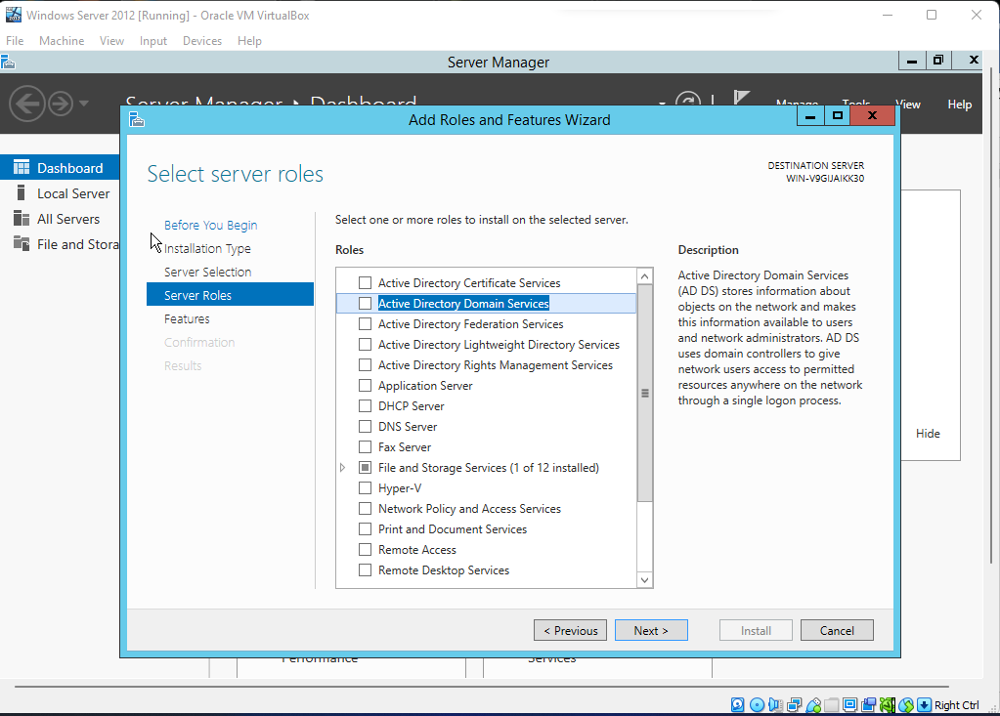 Windows Server 2012 [Running] - Oracle VM VirtualBox
File Machine View Input Devices Help
Server Manager
Server Manager ▸ Dashboard
Manage Tools View Help
Add Roles and Features Wizard
Dashboard
Local Server
All Servers
File and Stora
Select server roles
DESTINATION SERVER
WIN-V9GIJAIKK30
Before You Begin
Installation Type
Server Selection
Server Roles
Features
Confirmation
Results
Select one or more roles to install on the selected server.
Roles
Active Directory Certificate Services
Active Directory Domain Services
Active Directory Federation Services
Active Directory Lightweight Directory Services
Active Directory Rights Management Services
Application Server
DHCP Server
DNS Server
Fax Server
File and Storage Services (1 of 12 installed)
Hyper-V
Network Policy and Access Services
Print and Document Services
Remote Access
Remote Desktop Services
Description
Active Directory Domain Services
(AD DS) stores information about
objects on the network and makes
this information available to users
and network administrators. AD DS
uses domain controllers to give
network users access to permitted
resources anywhere on the network
through a single logon process.
Hide
< Previous
Next >
Install
Cancel
Performance
Services
Right Ctrl